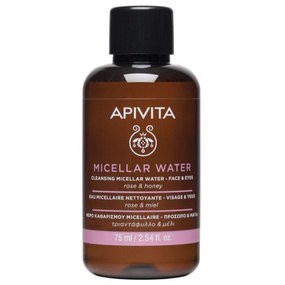 APIVITA
MICELLAR WATER
CLEANSING MICELLAR WATER - FACE & EYES
rose & honey
EAU MICELLAIRE NETTOYANTE - VISAGE & YEUX
rose & miel
ΝΕΡΟ ΚΑΘΑΡΙΣΜΟΥ MICELLAIRE - ΠΡΟΣΩΠΟ & ΜΑΤΙΑ
τριαντάφυλλο & μέλι
75 ml / 2.54 fl. oz.